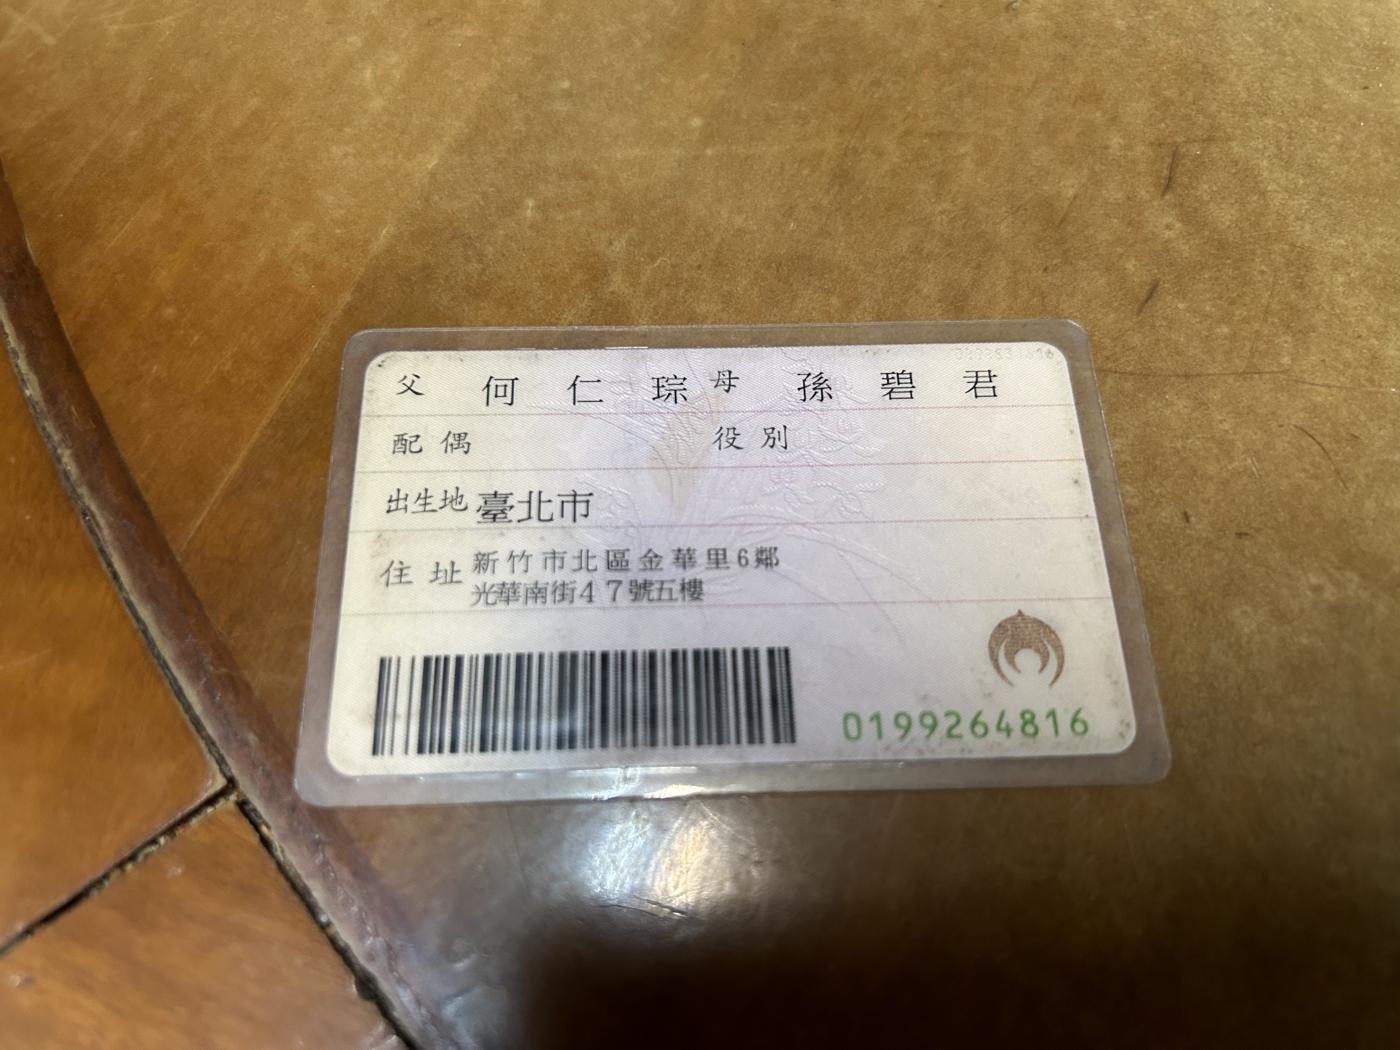 父 何仁琮 母 孫碧君
配偶 役別
出生地 臺北市
住址 新竹市北區金華里6鄰
光華南街47號五樓
0199264816